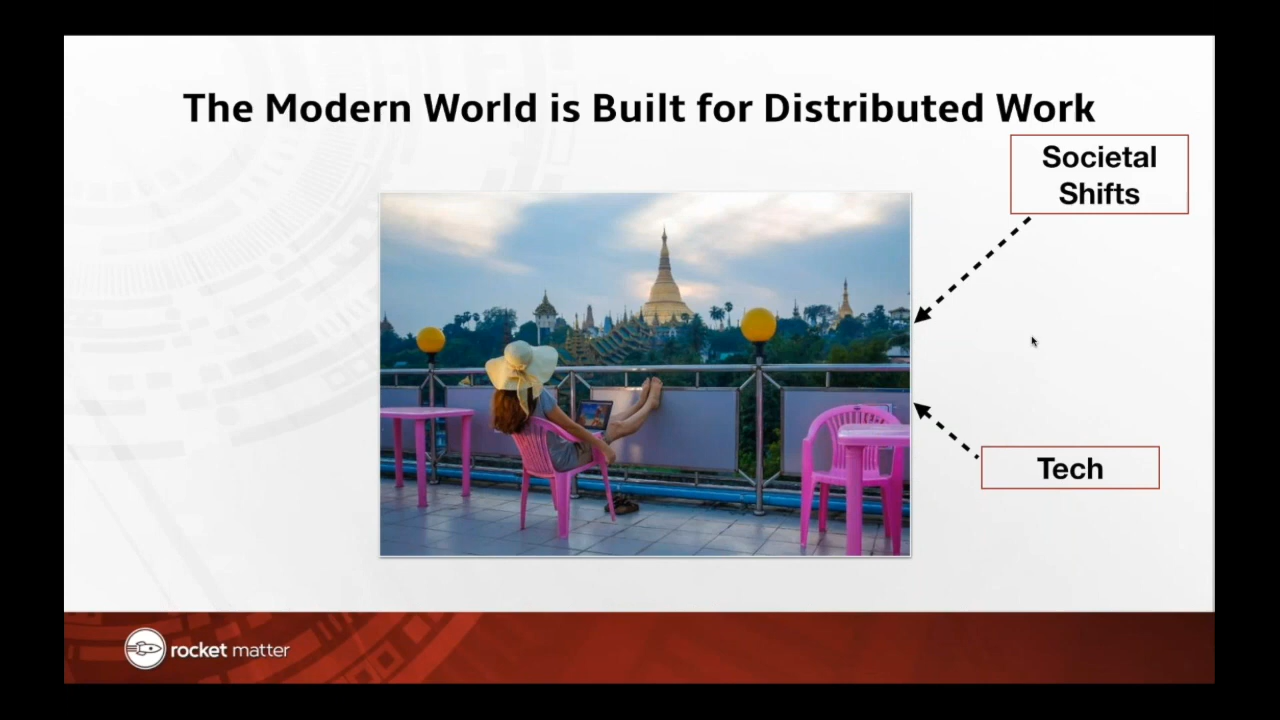 The Modern World is Built for Distributed Work
Societal
Shifts
Tech
rocket matter